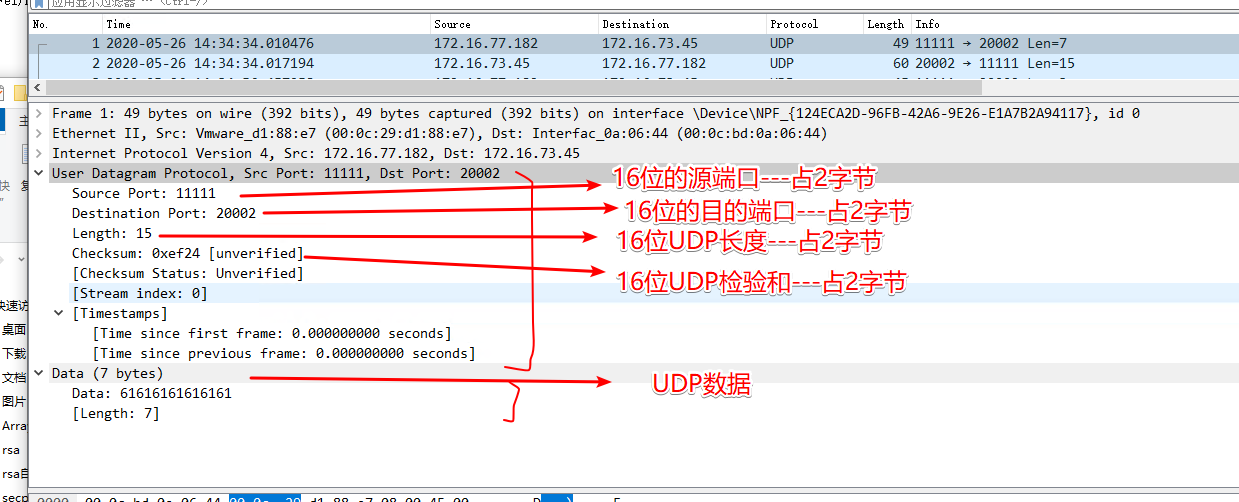 应用显示过滤器 … <Ctrl-/>
No. Time Source Destination Protocol Length Info
1 2020-05-26 14:34:34.010476 172.16.77.182 172.16.73.45 UDP 49 11111 → 20002 Len=7
2 2020-05-26 14:34:34.017194 172.16.73.45 172.16.77.182 UDP 60 20002 → 11111 Len=15
Frame 1: 49 bytes on wire (392 bits), 49 bytes captured (392 bits) on interface \Device\NPF_{124ECA2D-96FB-42A6-9E26-E1A7B2A94117}, id 0
Ethernet II, Src: Vmware_d1:88:e7 (00:0c:29:d1:88:e7), Dst: Interfac_0a:06:44 (00:0c:bd:0a:06:44)
Internet Protocol Version 4, Src: 172.16.77.182, Dst: 172.16.73.45
User Datagram Protocol, Src Port: 11111, Dst Port: 20002
16位的源端口---占2字节
Source Port: 11111
Destination Port: 20002
16位的目的端口---占2字节
Length: 15
16位UDP长度---占2字节
Checksum: 0xef24 [unverified]
[Checksum Status: Unverified]
16位UDP检验和---占2字节
[Stream index: 0]
[Timestamps]
[Time since first frame: 0.000000000 seconds]
[Time since previous frame: 0.000000000 seconds]
Data (7 bytes)
UDP数据
Data: 61616161616161
[Length: 7]
快速访
桌面
下载
文档
图片
Arra
rsa
rsa自
secp